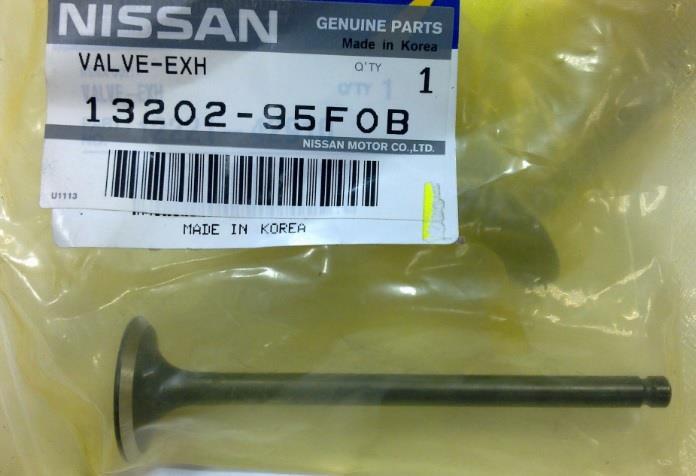 NISSAN GENUINE PARTS
Made in Korea
VALVE-EXH Q'TY 1
13202-95F0B
NISSAN MOTOR CO.,LTD.
U1113
MADE IN KOREA